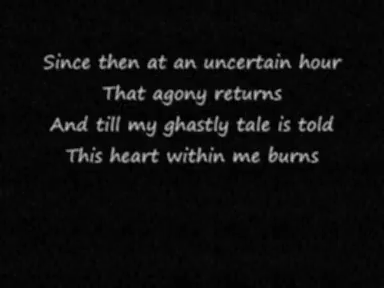 Since then at an uncertain hour
That agony returns
And till my ghastly tale is told
This heart within me burns